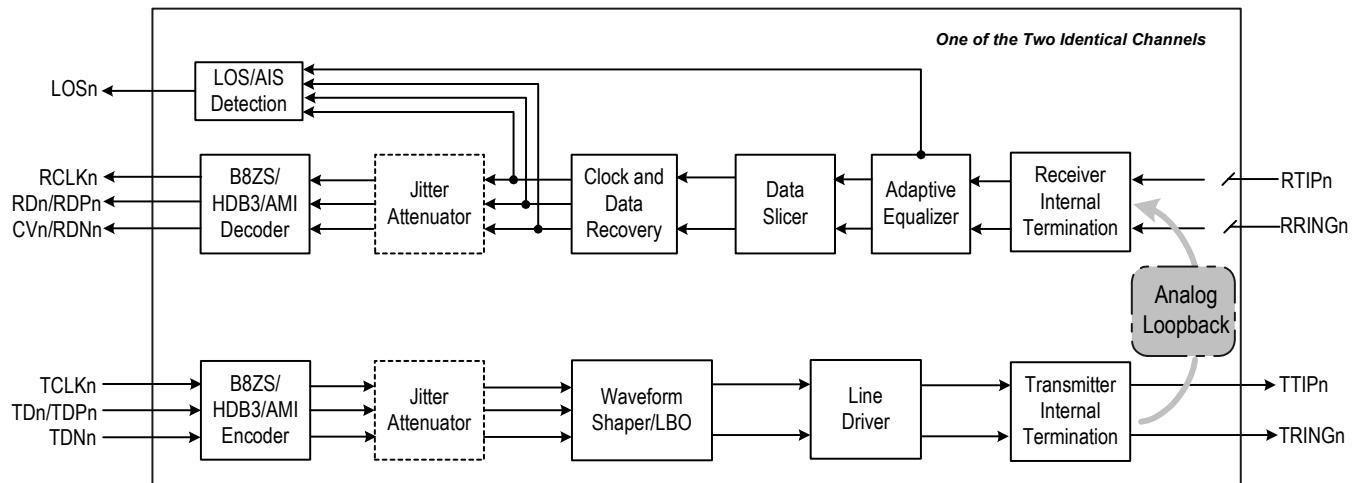 One of the Two Identical Channels
LOSn
LOS/AIS
Detection
RCLKn
RDn/RDPn
CVn/RDNn
B8ZS/
HDB3/AMI
Decoder
Jitter
Attenuator
Clock and
Data
Recovery
Data
Slicer
Adaptive
Equalizer
Receiver
Internal
Termination
RTIPn
RRINGn
Analog
Loopback
TCLKn
TDn/TDPn
TDNn
B8ZS/
HDB3/AMI
Encoder
Jitter
Attenuator
Waveform
Shaper/LBO
Line
Driver
Transmitter
Internal
Termination
TTIPn
TRINGn